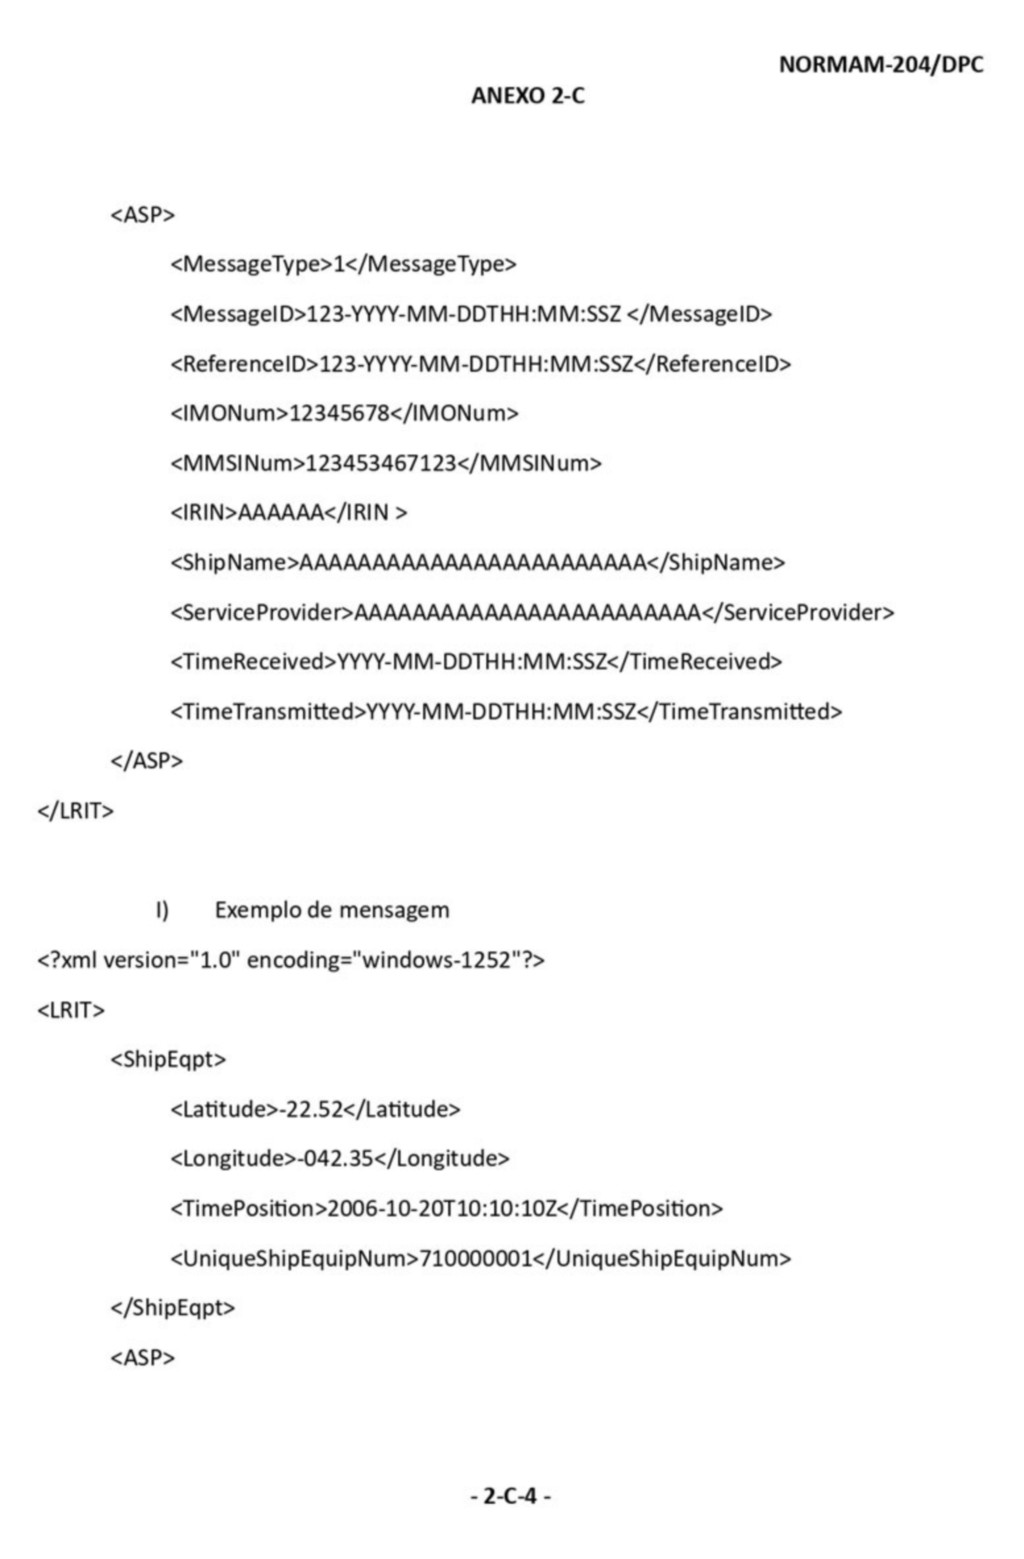 NORMAM-204/DPC
ANEXO 2-C
<ASP>
<MessageType>1</MessageType>
<MessageID>123-YYYY-MM-DDTHH:MM:SSZ </MessageID>
<ReferenceID>123-YYYY-MM-DDTHH:MM:SSZ</ReferenceID>
<IMONum>12345678</IMONum>
<MMSINum>123453467123</MMSINum>
<IRIN>AAAAAA</IRIN >
<ShipName>AAAAAAAAAAAAAAAAAAAAAAAA</ShipName>
<ServiceProvider>AAAAAAAAAAAAAAAAAAAAAAAA</ServiceProvider>
<TimeReceived>YYYY-MM-DDTHH:MM:SSZ</TimeReceived>
<TimeTransmitted>YYYY-MM-DDTHH:MM:SSZ</TimeTransmitted>
</ASP>
</LRIT>
I) Exemplo de mensagem
<?xml version="1.0" encoding="windows-1252"?>
<LRIT>
<ShipEqpt>
<Latitude>-22.52</Latitude>
<Longitude>-042.35</Longitude>
<TimePosition>2006-10-20T10:10:10Z</TimePosition>
<UniqueShipEquipNum>710000001</UniqueShipEquipNum>
</ShipEqpt>
<ASP>
- 2-C-4 -